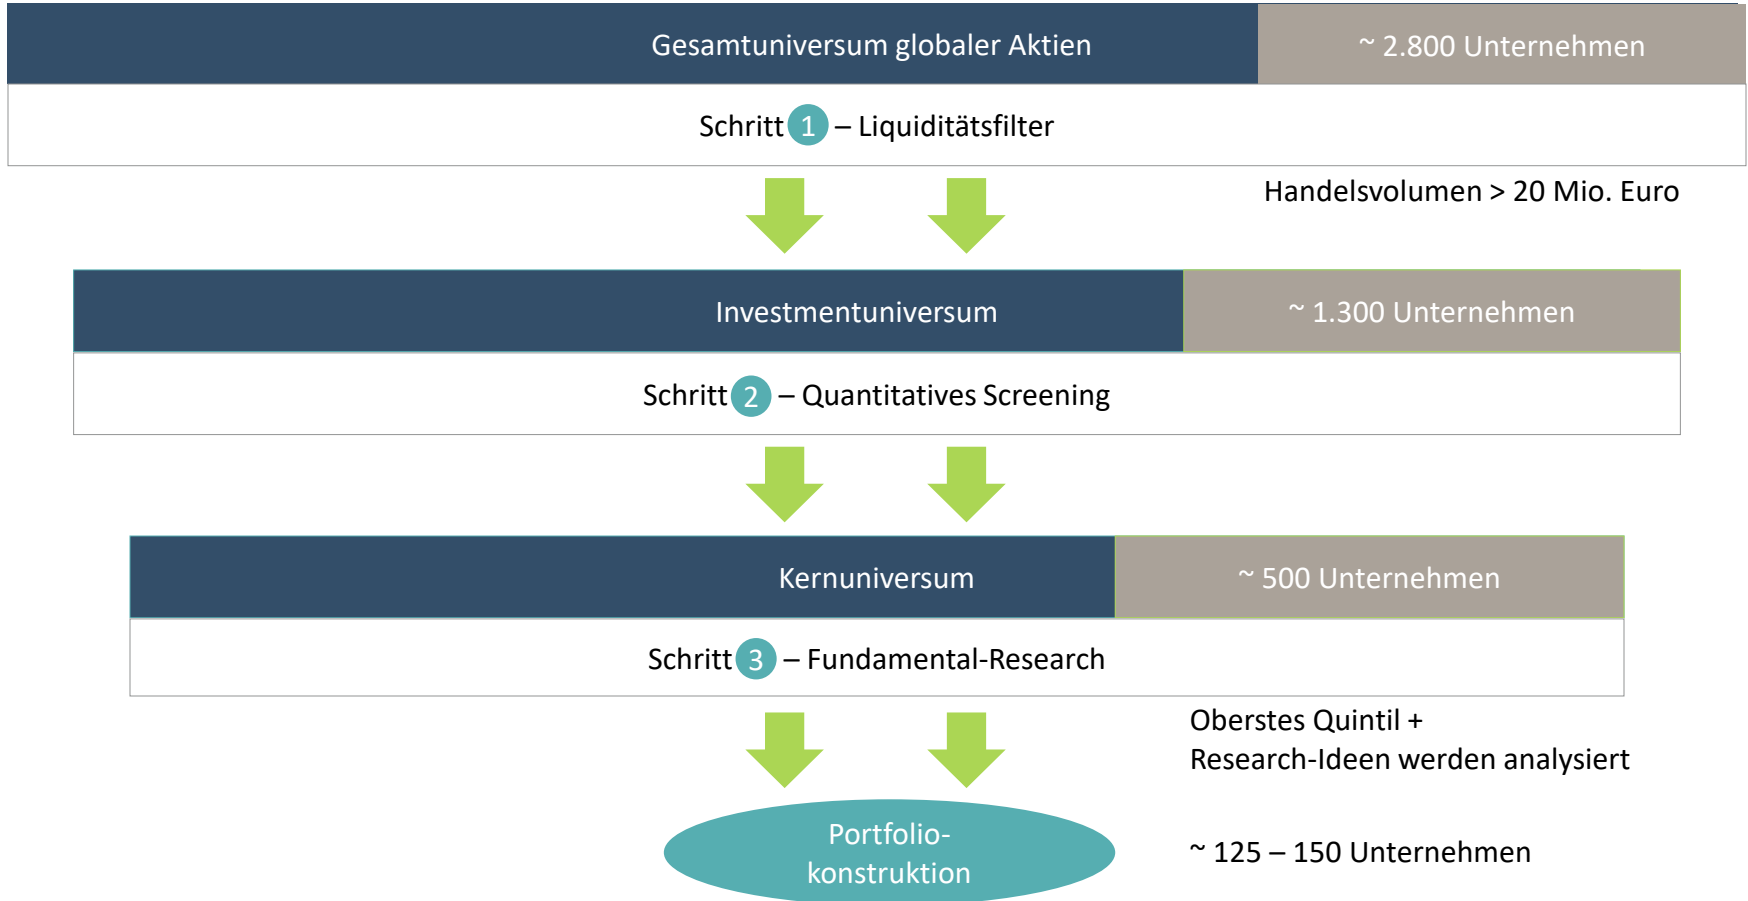 Gesamtuniversum globaler Aktien
~ 2.800 Unternehmen
Schritt 1 – Liquiditätsfilter
Handelsvolumen > 20 Mio. Euro
Investmentuniversum
~ 1.300 Unternehmen
Schritt 2 – Quantitatives Screening
Kernuniversum
~ 500 Unternehmen
Schritt 3 – Fundamental-Research
Oberstes Quintil +
Research-Ideen werden analysiert
Portfolio-
konstruktion
~ 125 – 150 Unternehmen